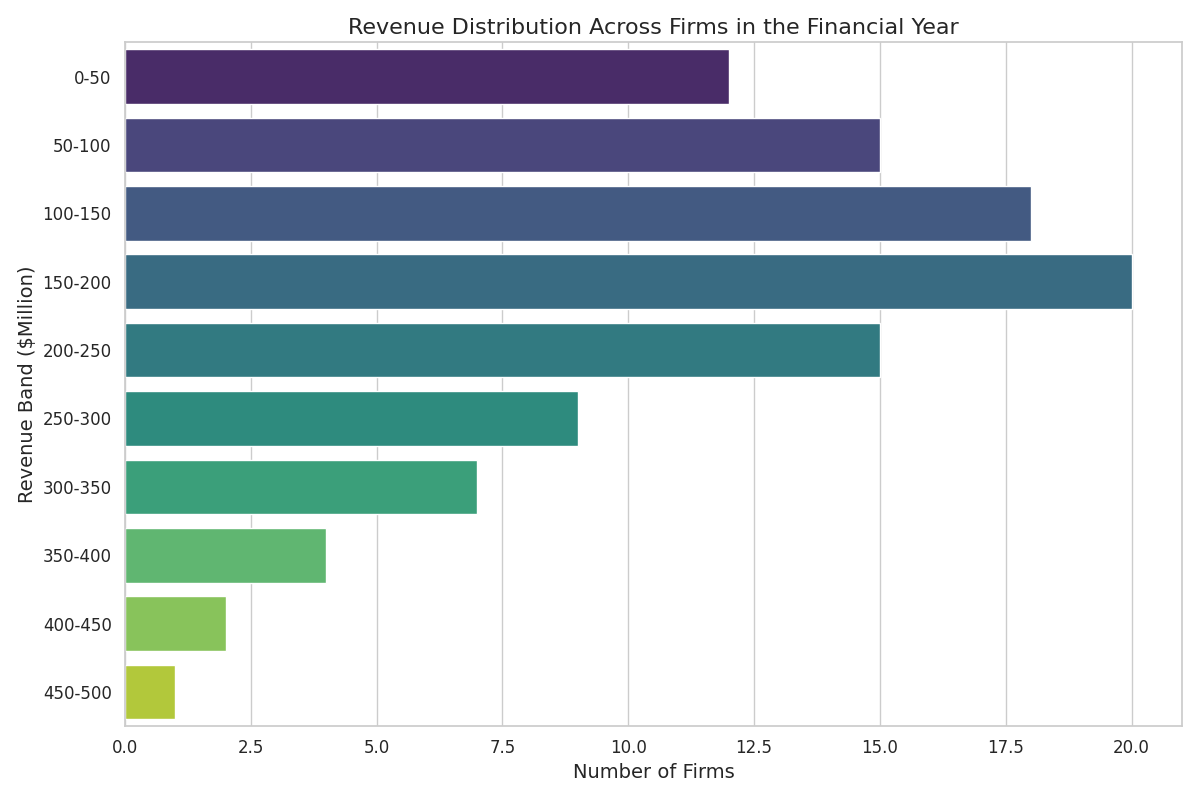 Revenue Distribution Across Firms in the Financial Year
Revenue Band ($Million)
0-50
50-100
100-150
150-200
200-250
250-300
300-350
350-400
400-450
450-500
0.0 2.5 5.0 7.5 10.0 12.5 15.0 17.5 20.0
Number of Firms